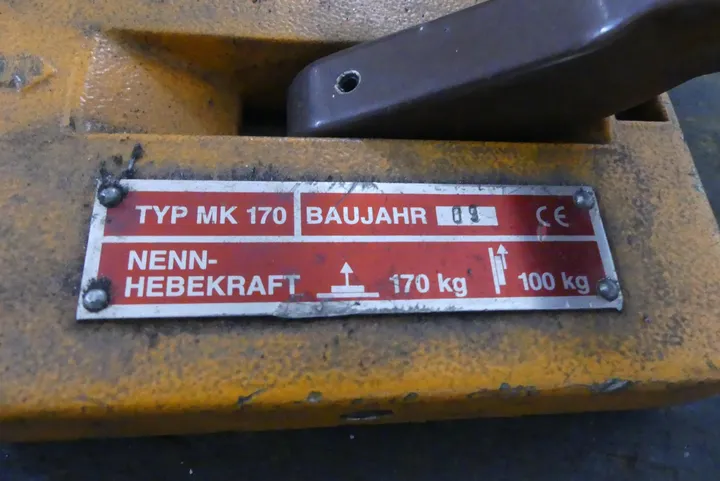 TYP MK 170 BAUJAHR 09 CE
NENN-
HEBEKRAFT 170 kg 100 kg